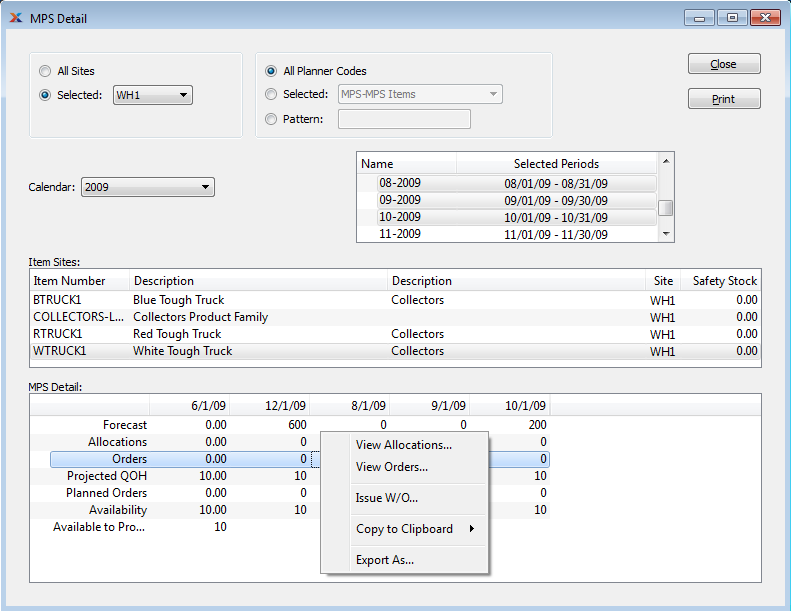 MPS Detail
All Sites
Selected: WH1
All Planner Codes
Selected: MPS-MPS Items
Pattern:
Close
Print
Calendar: 2009
Name Selected Periods
08-2009 08/01/09 - 08/31/09
09-2009 09/01/09 - 09/30/09
10-2009 10/01/09 - 10/31/09
11-2009 11/01/09 - 11/30/09
Item Sites:
Item Number Description Description Site Safety Stock
BTRUCK1 Blue Tough Truck Collectors WH1 0.00
COLLECTORS-L... Collectors Product Family WH1 0.00
RTRUCK1 Red Tough Truck Collectors WH1 0.00
WTRUCK1 White Tough Truck Collectors WH1 0.00
MPS Detail:
6/1/09 12/1/09 8/1/09 9/1/09 10/1/09
Forecast 0.00 600 0 0 200
Allocations 0.00 0 0
Orders 0.00 0 0
Projected QOH 10.00 10 10
Planned Orders 0.00 0 0
Availability 10.00 10 10
Available to Pro... 10
View Allocations...
View Orders...
Issue W/O...
Copy to Clipboard
Export As...